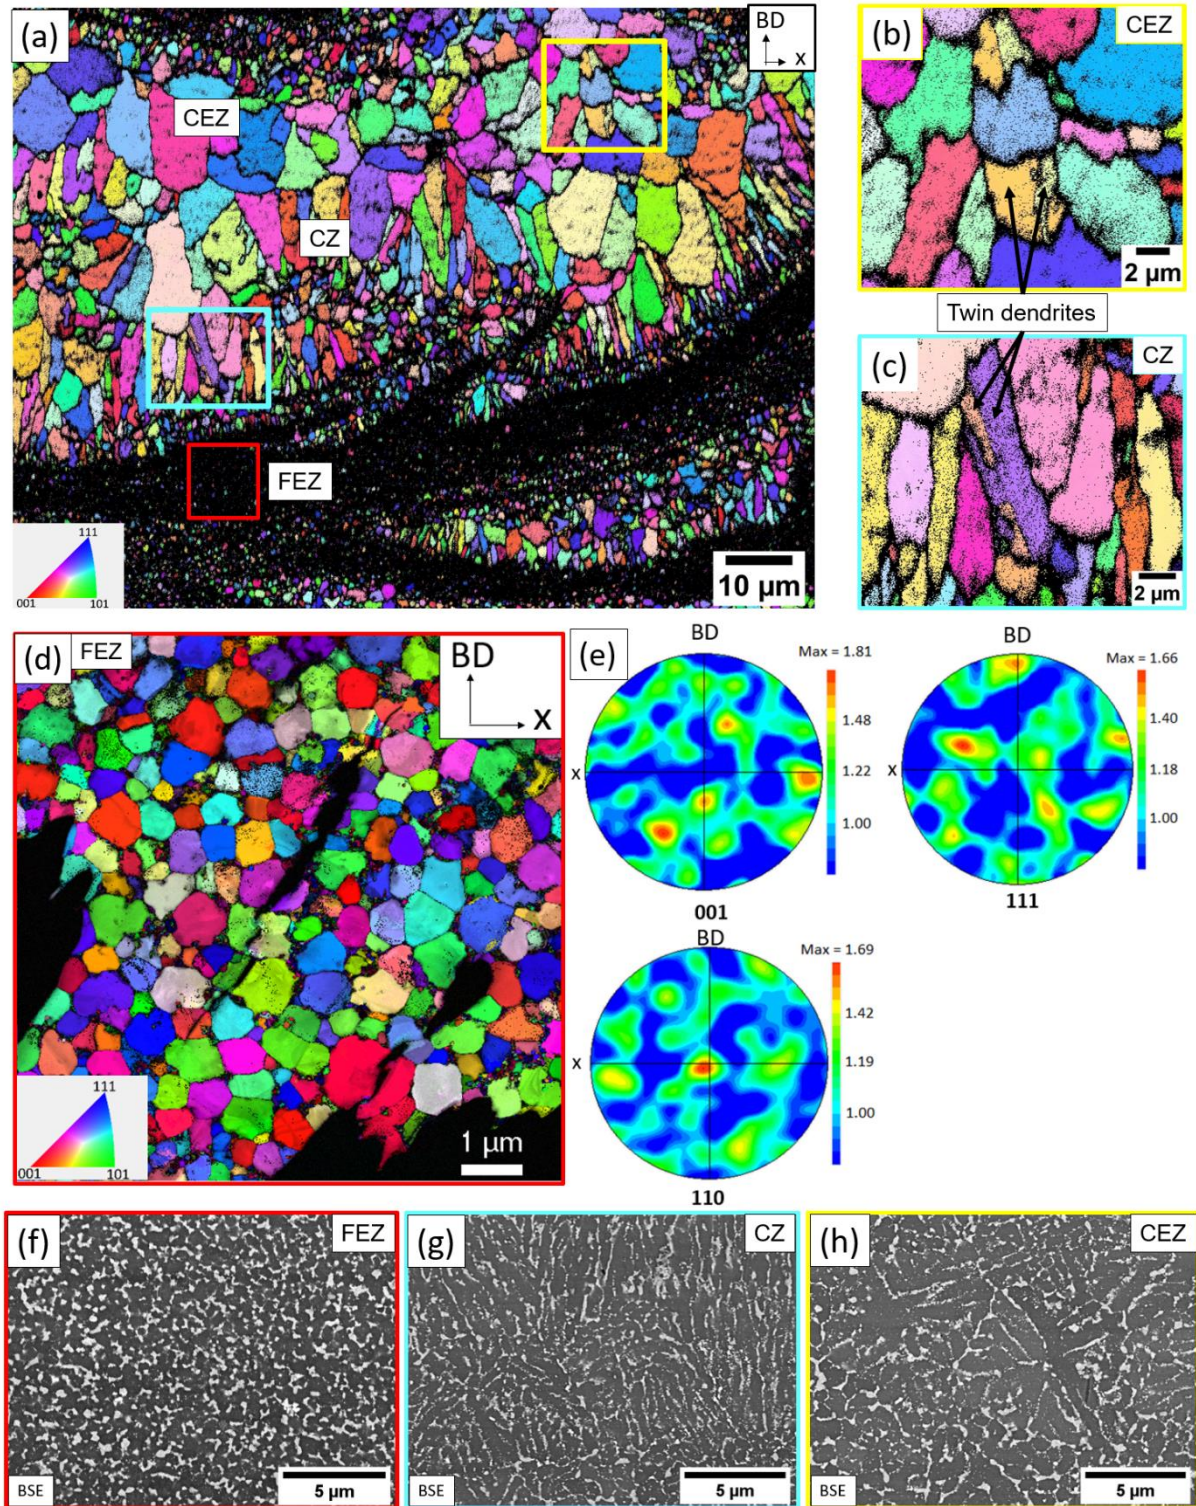 (a)
BD
x
CEZ
CZ
FEZ
111
001
101
10 µm
(b)
CEZ
2 µm
Twin dendrites
(c)
CZ
2 µm
(d)
FEZ
BD
x
111
001
101
1 µm
(e)
BD
Max = 1.81
x
1.48
1.22
1.00
001
BD
Max = 1.66
x
1.40
1.18
1.00
111
BD
Max = 1.69
x
1.42
1.19
1.00
110
(f)
FEZ
BSE
5 µm
(g)
CZ
BSE
5 µm
(h)
CEZ
BSE
5 µm